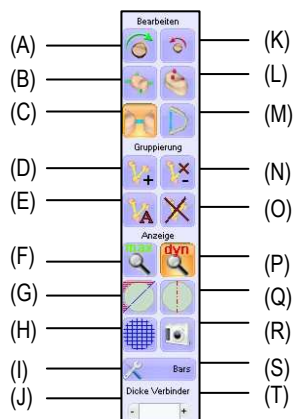 Bearbeiten
(A)
(K)
(B)
(L)
(C)
(M)
Gruppierung
(D)
+
(N)
-
(E)
A
(O)
Anzeige
(F)
max
dyn
(P)
(G)
(Q)
(H)
(R)
(I)
Bars
(S)
(J)
Dicke Verbinder
(T)
- +